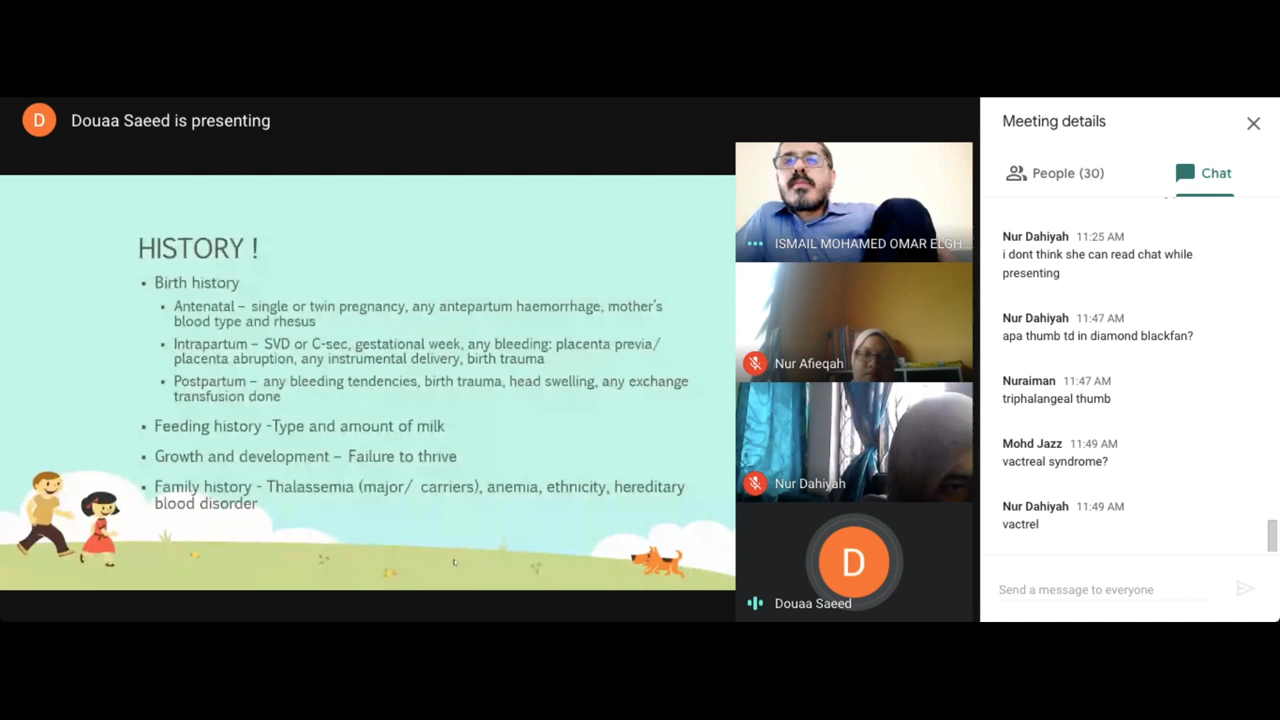 D
Douaa Saeed is presenting
HISTORY !
Birth history
Antenatal – single or twin pregnancy, any antepartum haemorrhage, mother's
blood type and rhesus
Intrapartum – SVD or C-sec, gestational week, any bleeding: placenta previa/
placenta abruption, any instrumental delivery, birth trauma
Postpartum – any bleeding tendencies, birth trauma, head swelling, any exchange
transfusion done
Feeding history -Type and amount of milk
Growth and development – Failure to thrive
Family history - Thalassemia (major/ carriers), anemia, ethnicity, hereditary
blood disorder
ISMAIL MOHAMED OMAR ELGH...
Nur Afieqah
Nur Dahiyah
D
Douaa Saeed
Meeting details
People (30)
Chat
Nur Dahiyah 11:25 AM
i dont think she can read chat while
presenting
Nur Dahiyah 11:47 AM
apa thumb td in diamond blackfan?
Nuraiman 11:47 AM
triphalangeal thumb
Mohd Jazz 11:49 AM
vactreal syndrome?
Nur Dahiyah 11:49 AM
vactrel
Send a message to everyone